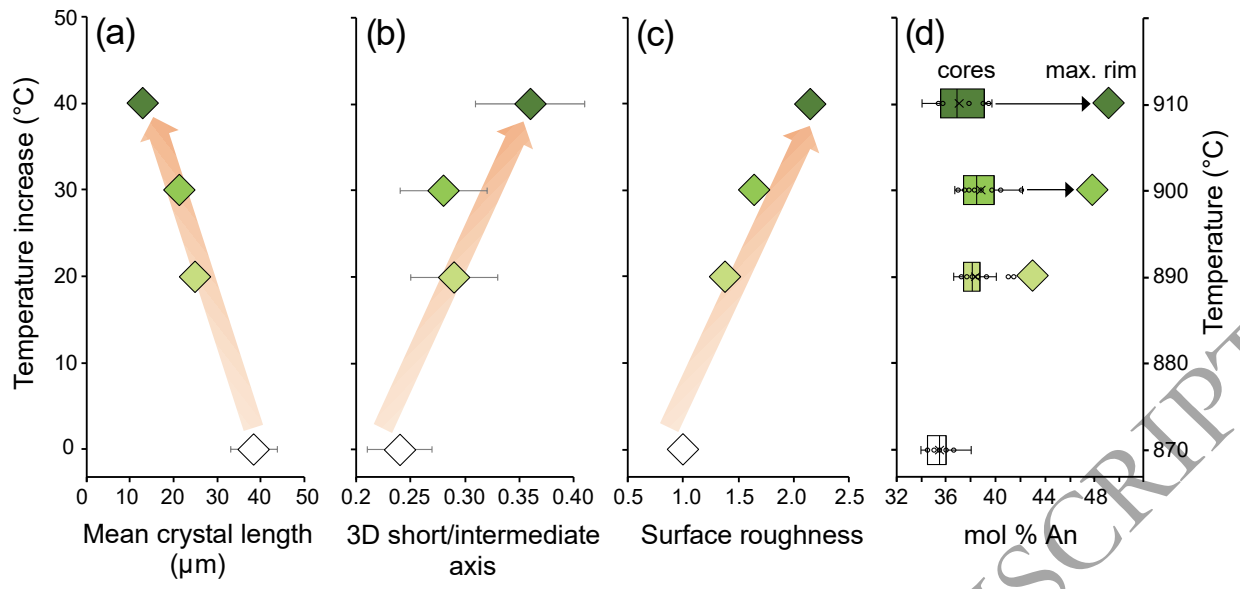 (a) (b) (c) (d)
Temperature increase (°C)
50
40
30
20
10
0
cores max. rim
910
900
890
880
870
Temperature (°C)
0 10 20 30 40 50
0.2 0.25 0.30 0.35 0.40
0.5 1.0 1.5 2.0 2.5
32 36 40 44 48
Mean crystal length
(µm)
3D short/intermediate
axis
Surface roughness
mol % An